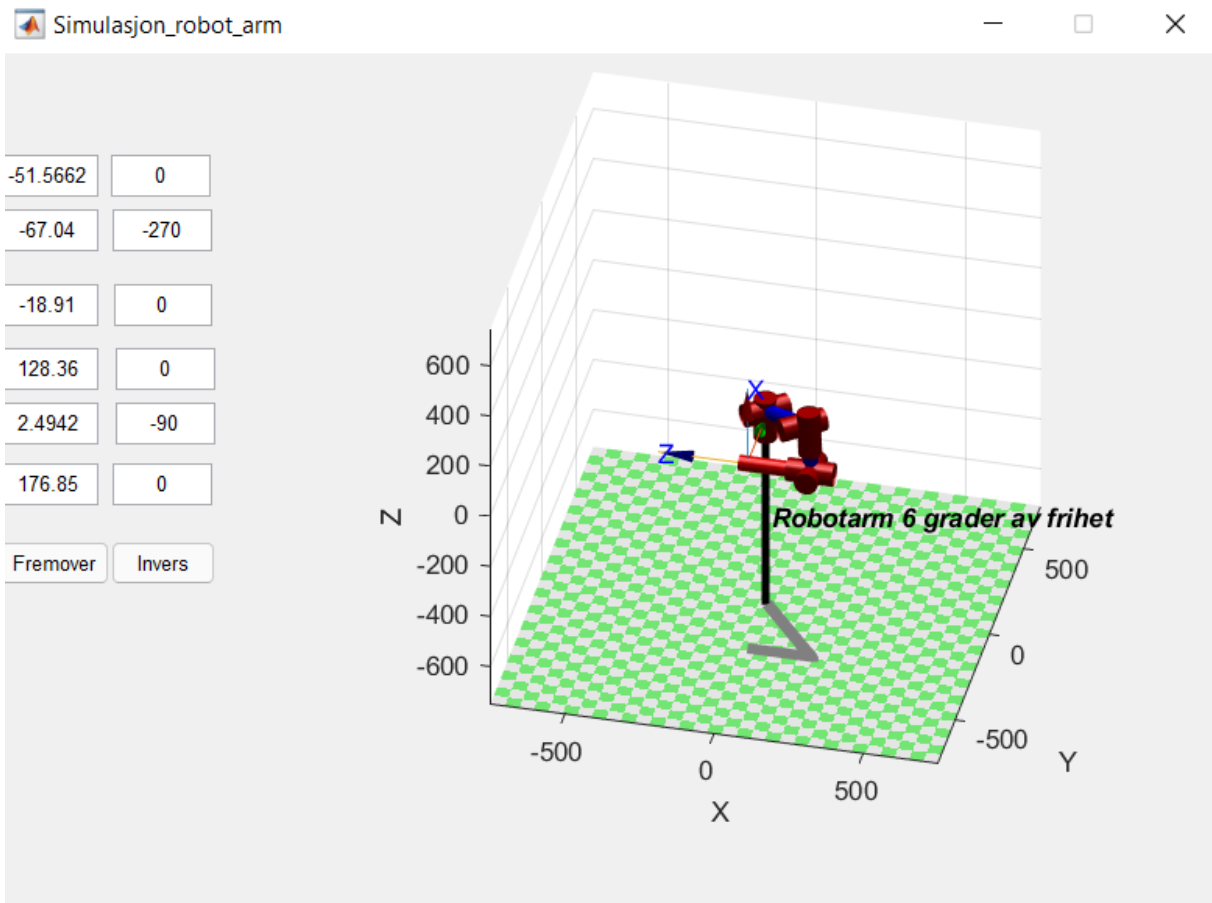 Simulasjon_robot_arm
-51.5662 0
-67.04 -270
-18.91 0
128.36 0
2.4942 -90
176.85 0
Fremover Invers
600
400
200
0
-200
-400
-600
Z
X
Z
Robotarm 6 grader av frihet
500
0
-500
Y
-500
0
500
X